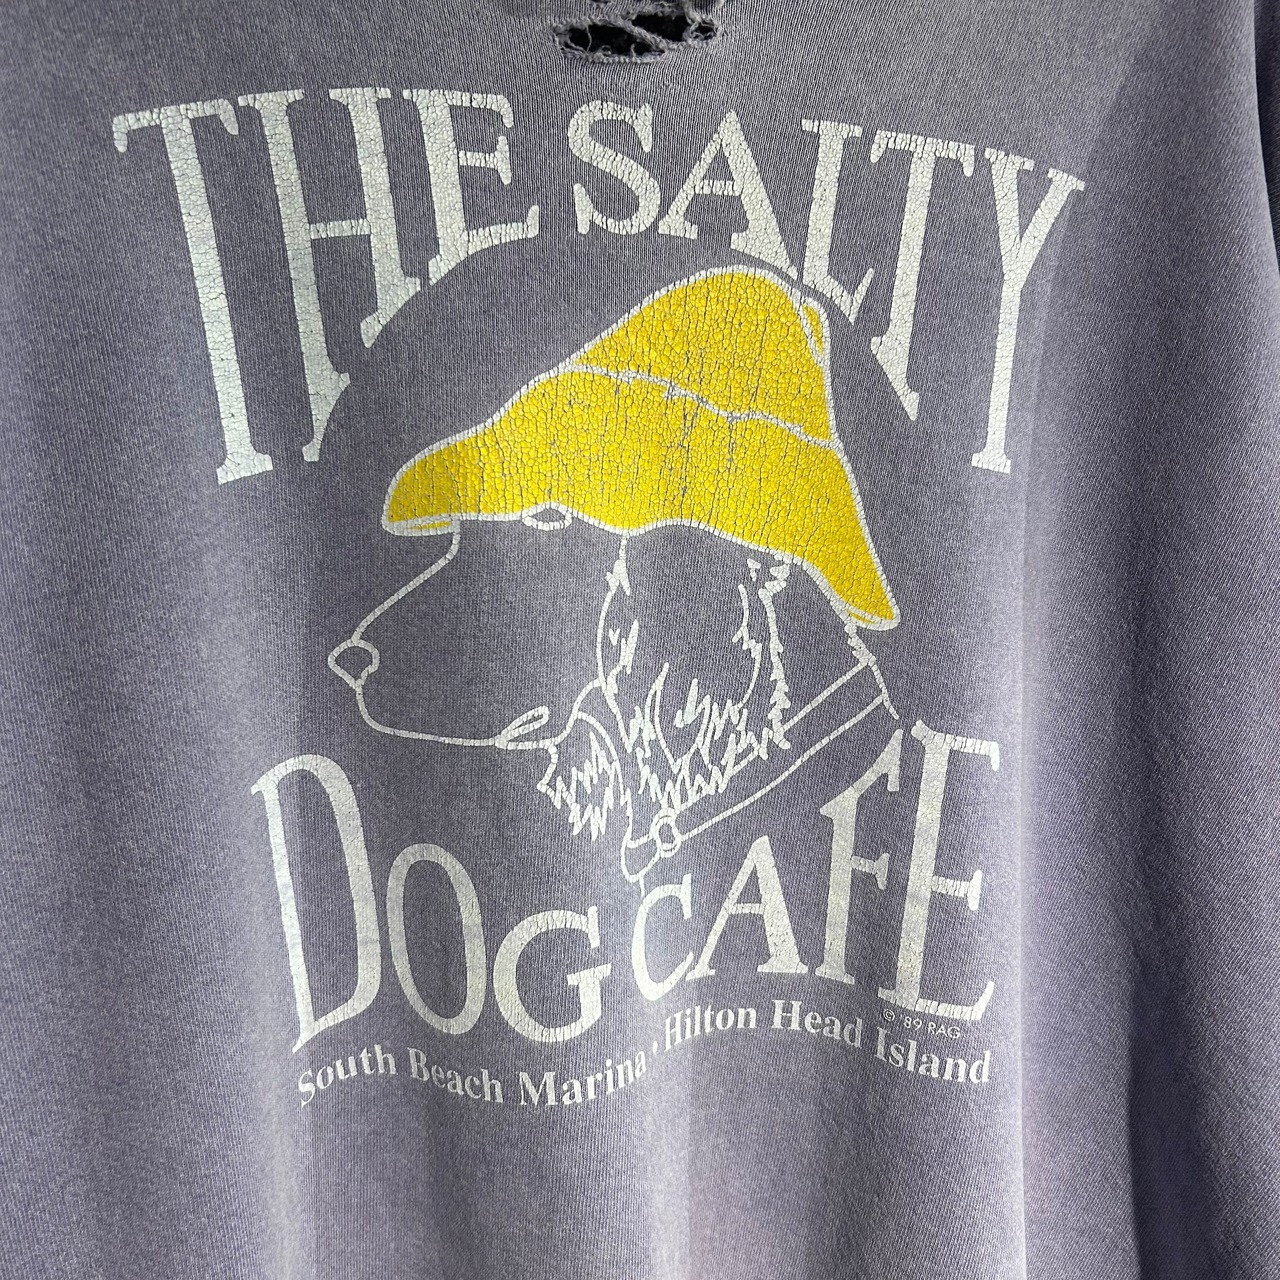 THE SALTY
DOG CAFE
© '89 RAG
South Beach Marina • Hilton Head Island